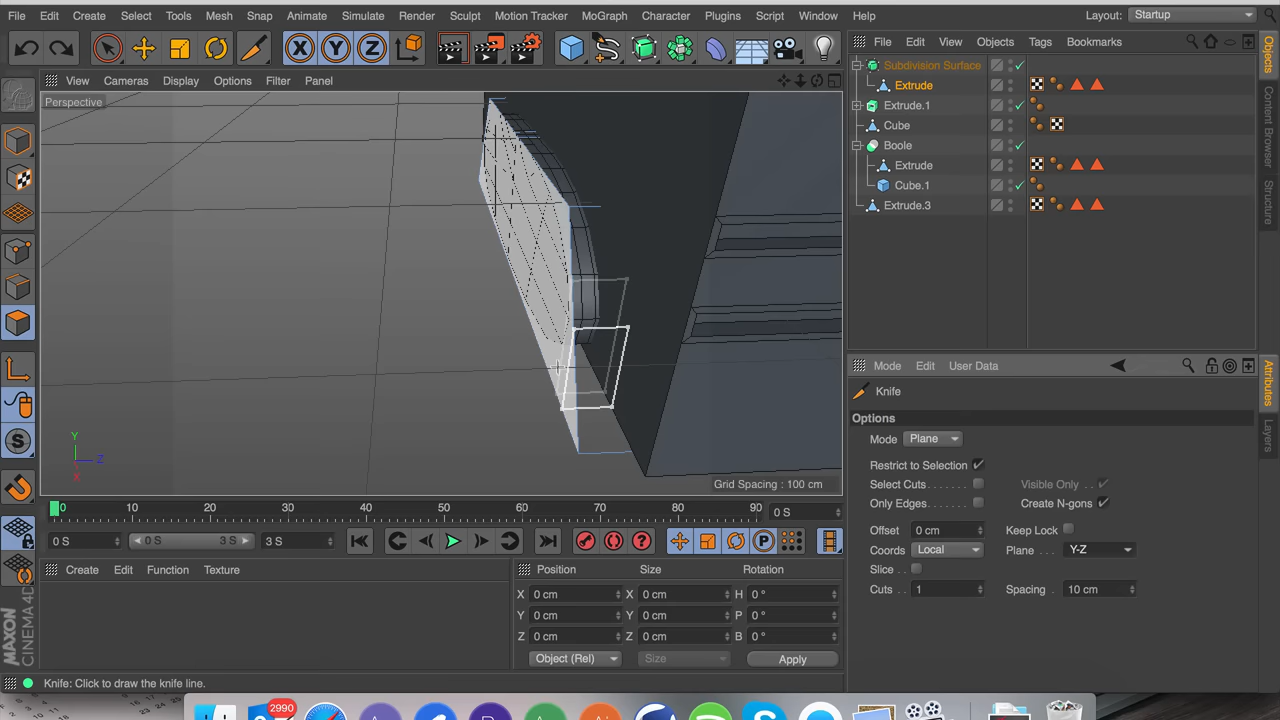 File Edit Create Select Tools Mesh Snap Animate Simulate Render Sculpt Motion Tracker MoGraph Character Plugins Script Window Help Layout: Startup
X Y Z
File Edit View Objects Tags Bookmarks
View Cameras Display Options Filter Panel
Perspective
Subdivision Surface
Extrude
Extrude.1
Cube
Boole
Extrude
Cube.1
Extrude.3
Objects
Content Browser
Structure
S
Y
Z
X
Grid Spacing : 100 cm
Mode Edit User Data
Knife
Options
Mode Plane
Restrict to Selection
Select Cuts Visible Only
Only Edges Create N-gons
Offset 0 cm Keep Lock
Coords Local Plane Y-Z
Slice
Cuts 1 Spacing 10 cm
Attributes
Layers
0 10 20 30 40 50 60 70 80 90 0 S
0 S 0 S 3 S 3 S P
Create Edit Function Texture
Position Size Rotation
X 0 cm X 0 cm H 0 °
Y 0 cm Y 0 cm P 0 °
Z 0 cm Z 0 cm B 0 °
Object (Rel) Size Apply
MAXON
CINEMA 4D
Knife: Click to draw the knife line.
2990